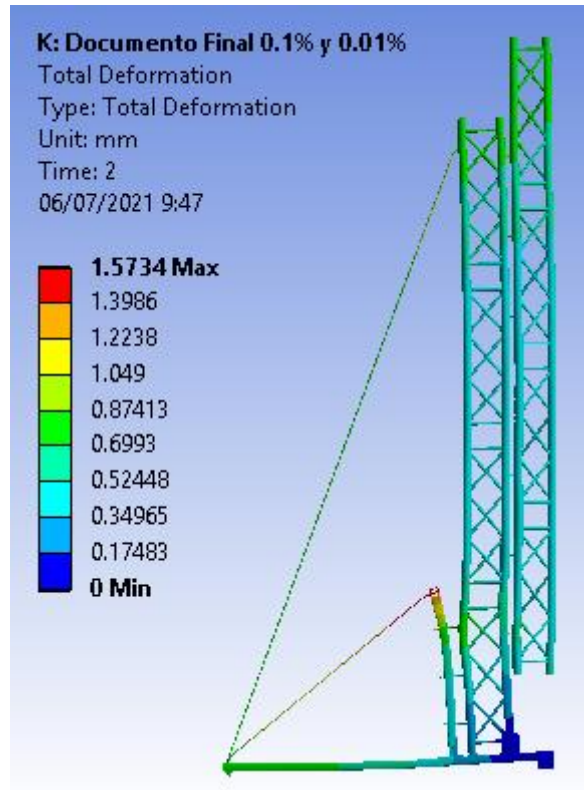 K: Documento Final 0.1% y 0.01%
Total Deformation
Type: Total Deformation
Unit: mm
Time: 2
06/07/2021 9:47
1.5734 Max
1.3986
1.2238
1.049
0.87413
0.6993
0.52448
0.34965
0.17483
0 Min